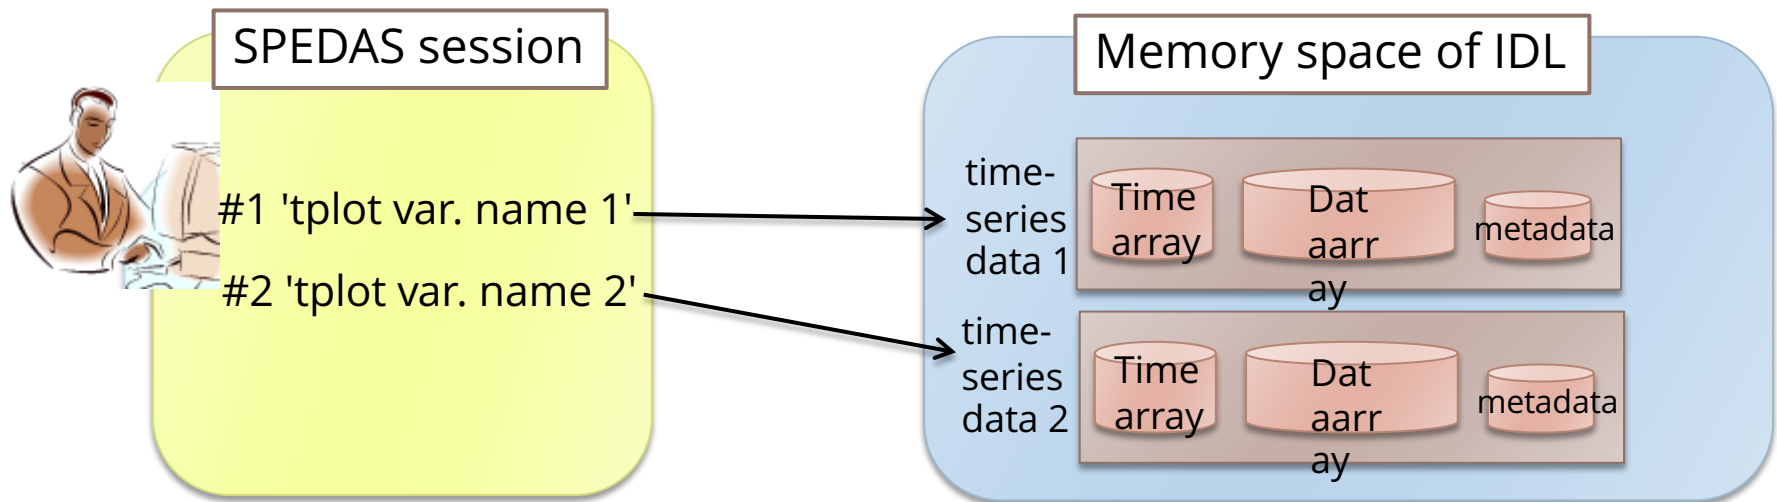 SPEDAS session
Memory space of IDL
#1 'tplot var. name 1'
#2 'tplot var. name 2'
time-
series
data 1
Time
array
Dat
aarr
ay
metadata
time-
series
data 2
Time
array
Dat
aarr
ay
metadata